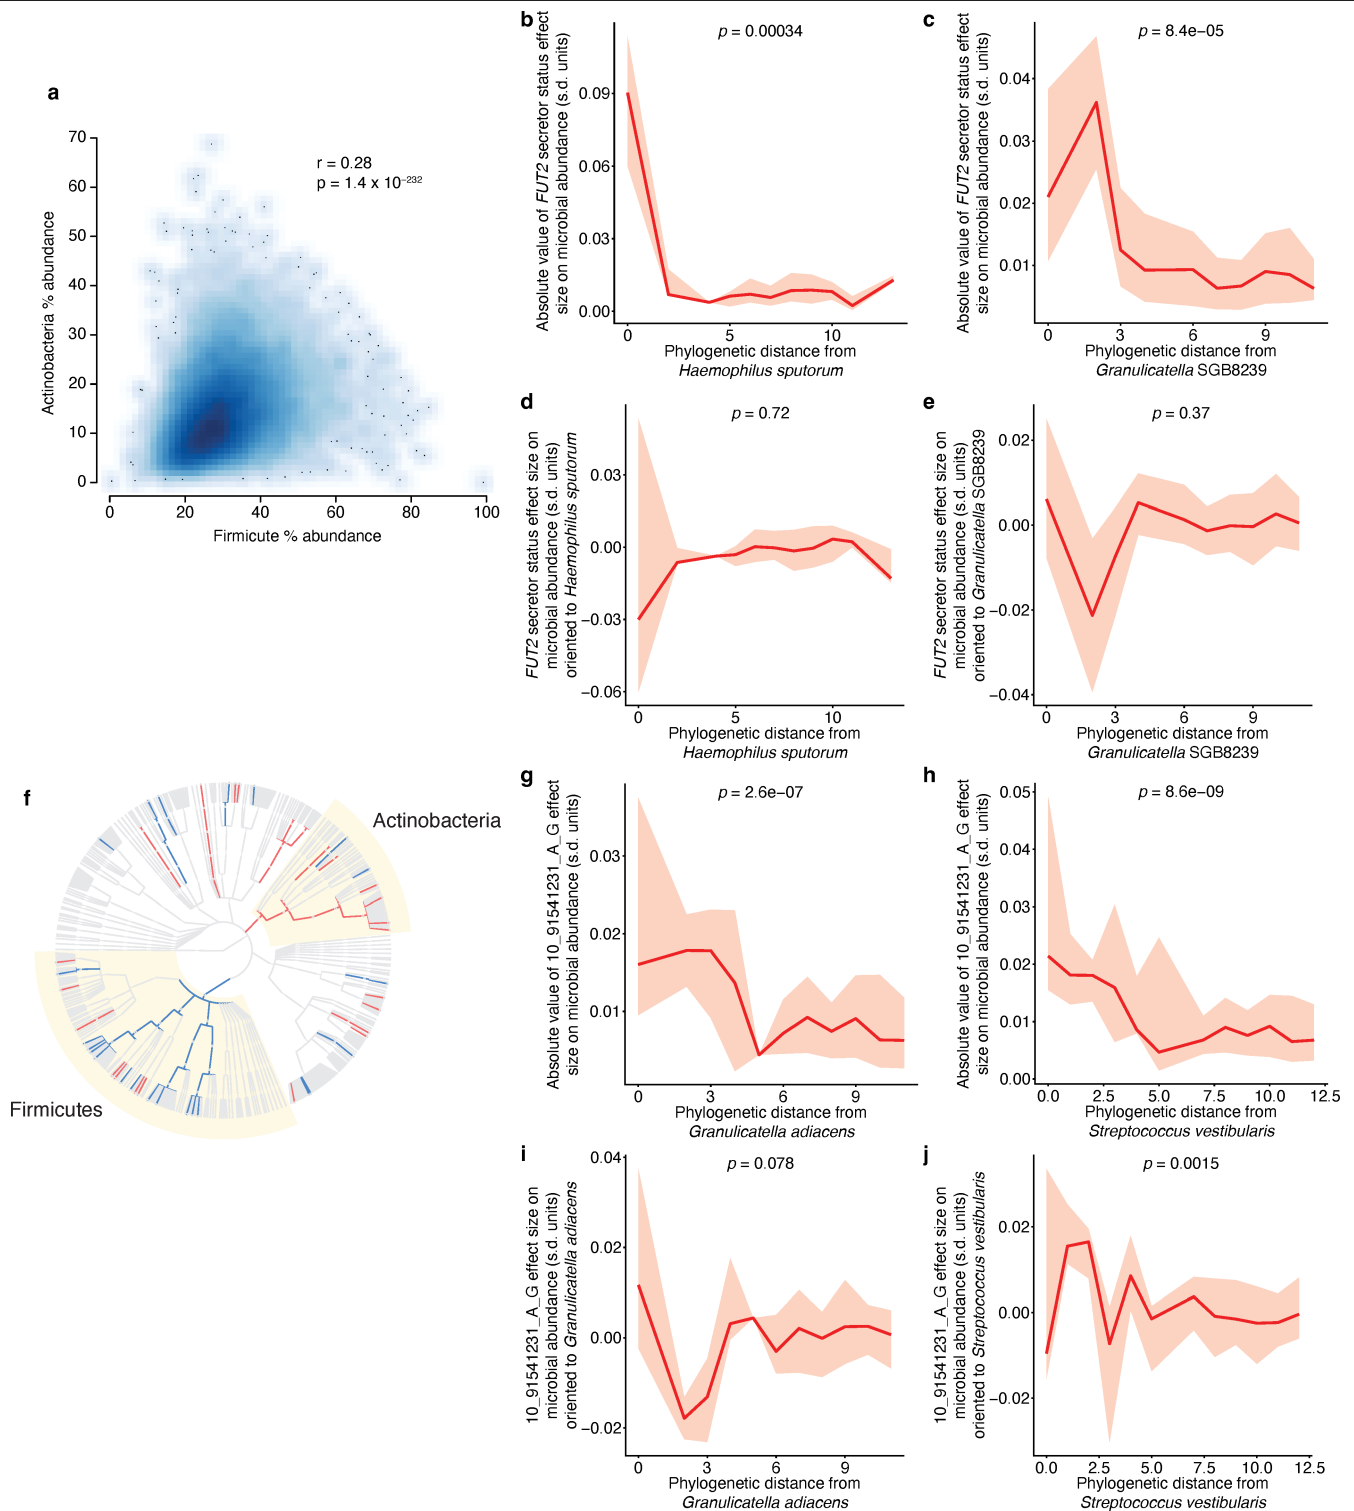 a
r = 0.28
p = 1.4 x 10⁻²³²
Actinobacteria % abundance
70
60
50
40
30
20
10
0
0 20 40 60 80 100
Firmicute % abundance
b
p = 0.00034
Absolute value of FUT2 secretor status effect
size on microbial abundance (s.d. units)
0.09
0.06
0.03
0.00
0 5 10
Phylogenetic distance from
Haemophilus sputorum
c
p = 8.4e−05
Absolute value of FUT2 secretor status effect
size on microbial abundance (s.d. units)
0.04
0.03
0.02
0.01
0 3 6 9
Phylogenetic distance from
Granulicatella SGB8239
d
p = 0.72
FUT2 secretor status effect size on
microbial abundance (s.d. units)
oriented to Haemophilus sputorum
0.03
0.00
−0.03
−0.06
0 5 10
Phylogenetic distance from
Haemophilus sputorum
e
p = 0.37
FUT2 secretor status effect size on
microbial abundance (s.d. units)
oriented to Granulicatella SGB8239
0.02
0.00
−0.02
−0.04
0 3 6 9
Phylogenetic distance from
Granulicatella SGB8239
f
Actinobacteria
Firmicutes
g
p = 2.6e−07
Absolute value of 10_91541231_A_G effect
size on microbial abundance (s.d. units)
0.03
0.02
0.01
0 3 6 9
Phylogenetic distance from
Granulicatella adiacens
h
p = 8.6e−09
Absolute value of 10_91541231_A_G effect
size on microbial abundance (s.d. units)
0.05
0.04
0.03
0.02
0.01
0.00
0.0 2.5 5.0 7.5 10.0 12.5
Phylogenetic distance from
Streptococcus vestibularis
i
p = 0.078
10_91541231_A_G effect size on
microbial abundance (s.d. units)
oriented to Granulicatella adiacens
0.04
0.02
0.00
−0.02
0 3 6 9
Phylogenetic distance from
Granulicatella adiacens
j
p = 0.0015
10_91541231_A_G effect size on
microbial abundance (s.d. units)
oriented to Streptococcus vestibularis
0.02
0.00
−0.02
0.0 2.5 5.0 7.5 10.0 12.5
Phylogenetic distance from
Streptococcus vestibularis